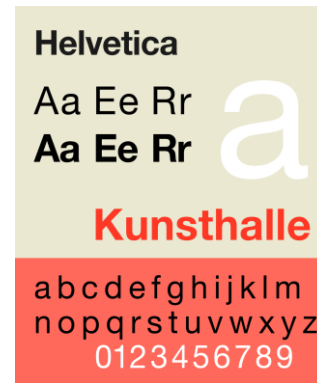 Helvetica
Aa Ee Rr
Aa Ee Rr
a
Kunsthalle
abcdefghijklm
nopqrstuvwxyz
0123456789